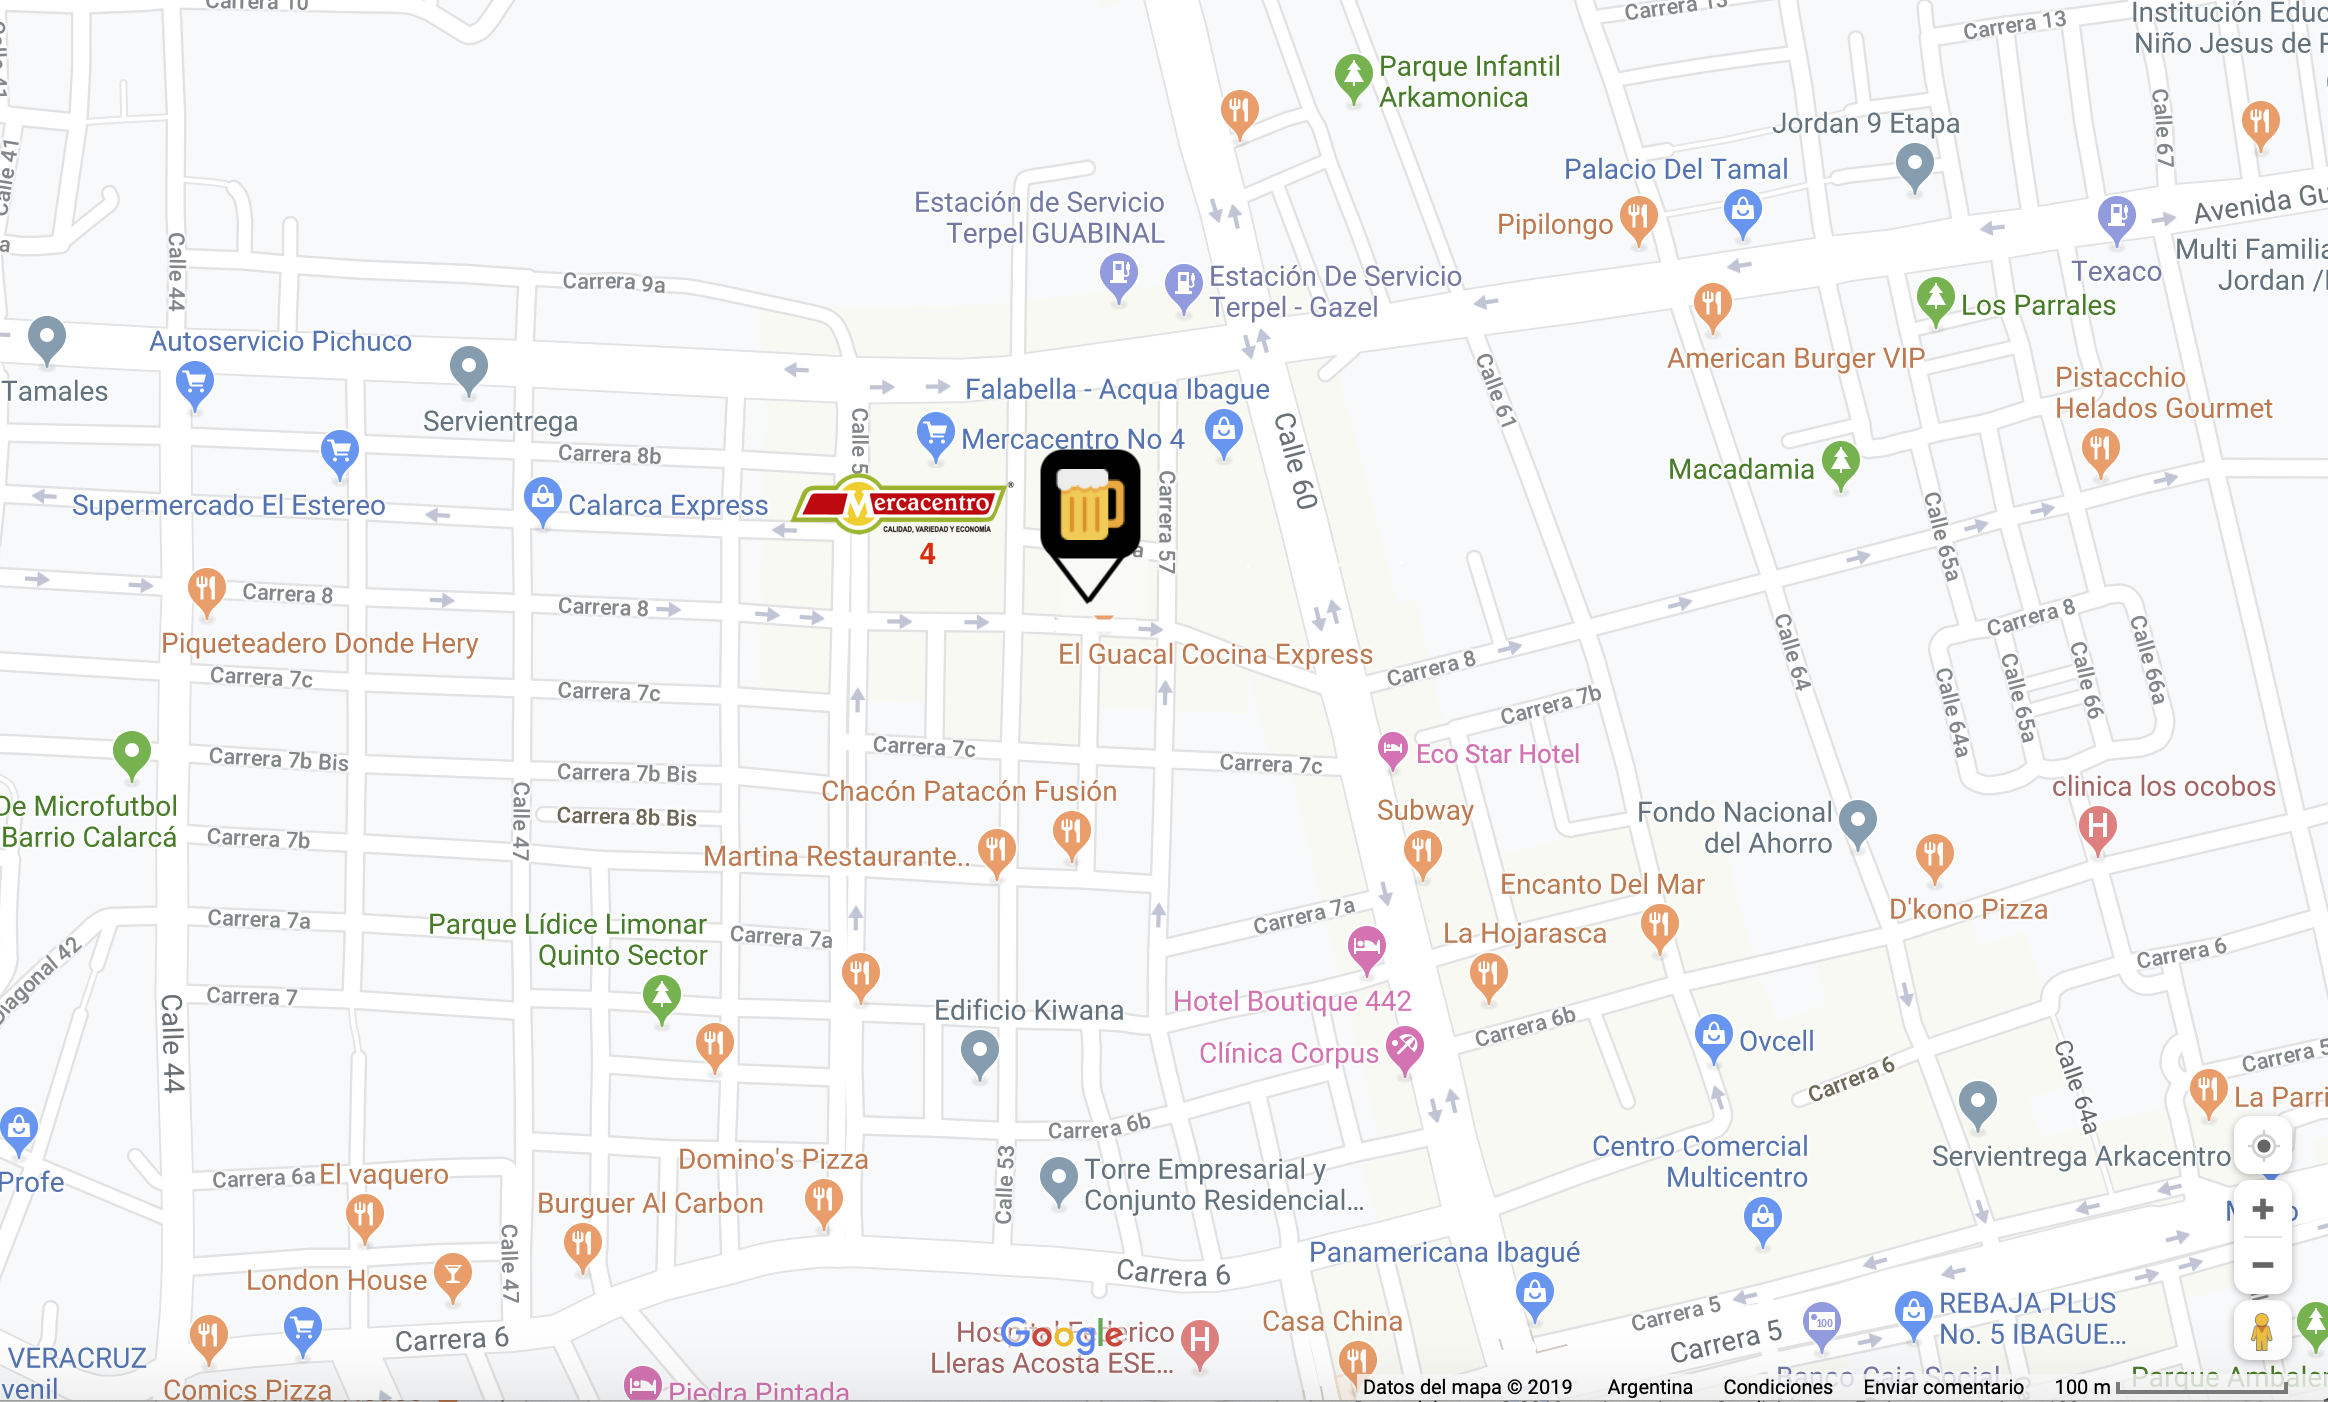 Carrera 10
Carrera 13
Carrera 13
Institución Educ
Niño Jesus de
Parque Infantil
Arkamonica
Calle 41
Calle 67
Jordan 9 Etapa
Palacio Del Tamal
Pipilongo
Avenida Gu
Estación de Servicio
Terpel GUABINAL
Calle 44
Carrera 9a
Estación De Servicio
Terpel - Gazel
Texaco
Multi Familia
Jordan /
Los Parrales
Autoservicio Pichuco
American Burger VIP
Tamales
Servientrega
Falabella - Acqua Ibague
Calle 61
Pistacchio
Helados Gourmet
Calle 5
Mercacentro No 4
Calle 60
Carrera 8b
Macadamia
Supermercado El Estereo
Calarca Express
Mercacentro
®
CALIDAD, VARIEDAD Y ECONOMÍA
4
a
Carrera 57
Calle 65a
Carrera 8
Carrera 8
Carrera 8
Piqueteadero Donde Hery
El Guacal Cocina Express
Carrera 8
Calle 64
Calle 66a
Carrera 7c
Carrera 7c
Carrera 7b
Calle 64a
Calle 65a
Calle 66
Carrera 7c
Carrera 7c
Eco Star Hotel
Carrera 7b Bis
Carrera 7b Bis
Chacón Patacón Fusión
clinica los ocobos
De Microfutbol
Barrio Calarcá
Carrera 8b Bis
Subway
Fondo Nacional
del Ahorro
Carrera 7b
Calle 47
Martina Restaurante..
Encanto Del Mar
D'kono Pizza
Carrera 7a
Parque Lídice Limonar
Quinto Sector
Carrera 7a
Carrera 7a
La Hojarasca
Carrera 6
Diagonal 42
Carrera 7
Edificio Kiwana
Hotel Boutique 442
Carrera 6b
Calle 44
Clínica Corpus
Ovcell
Carrera 6
Calle 64a
Carrera 5
La Parri
Carrera 6b
Profe
Carrera 6a
El vaquero
Domino's Pizza
Calle 53
Torre Empresarial y
Conjunto Residencial...
Centro Comercial
Multicentro
Servientrega Arkacentro
Burguer Al Carbon
Calle 47
London House
Carrera 6
Panamericana Ibagué
Carrera 5
Carrera 5
REBAJA PLUS
No. 5 IBAGUE...
100
Carrera 6
Hospital Federico
Lleras Acosta ESE...
Google
Casa China
VERACRUZ
venil
Comics Pizza
Piedra Pintada
Banco Caja Social
Parque Ambaler
Datos del mapa © 2019
Argentina
Condiciones
Enviar comentario
100 m